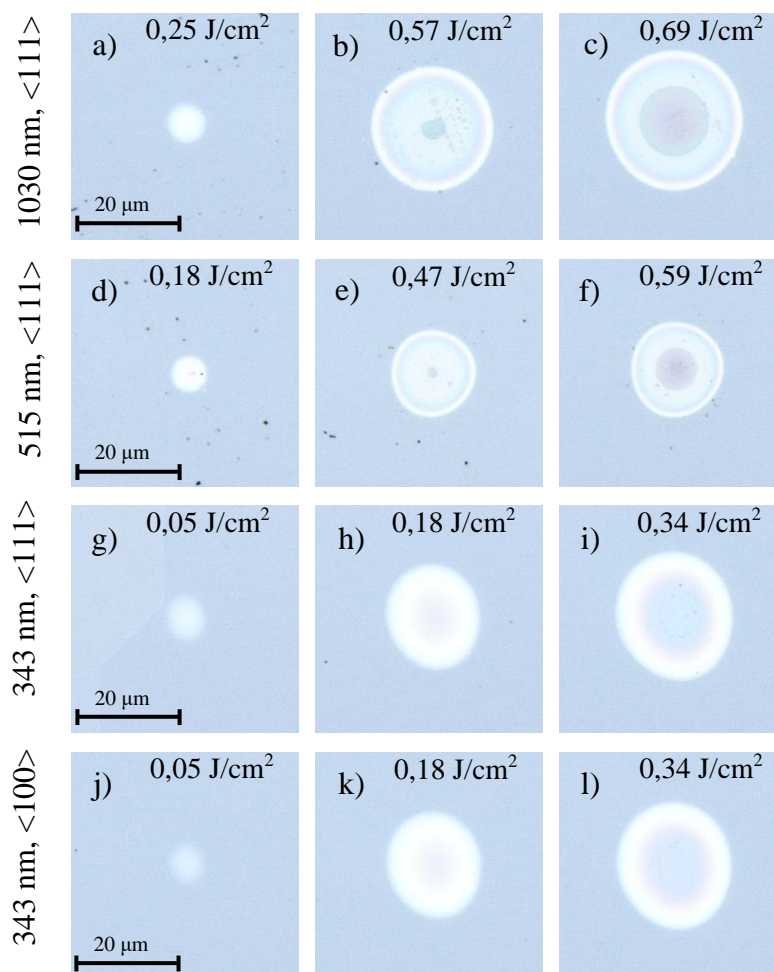 1030 nm, <111>
a) 0,25 J/cm²
b) 0,57 J/cm²
c) 0,69 J/cm²
20 μm
515 nm, <111>
d) 0,18 J/cm²
e) 0,47 J/cm²
f) 0,59 J/cm²
20 μm
343 nm, <111>
g) 0,05 J/cm²
h) 0,18 J/cm²
i) 0,34 J/cm²
20 μm
343 nm, <100>
j) 0,05 J/cm²
k) 0,18 J/cm²
l) 0,34 J/cm²
20 μm